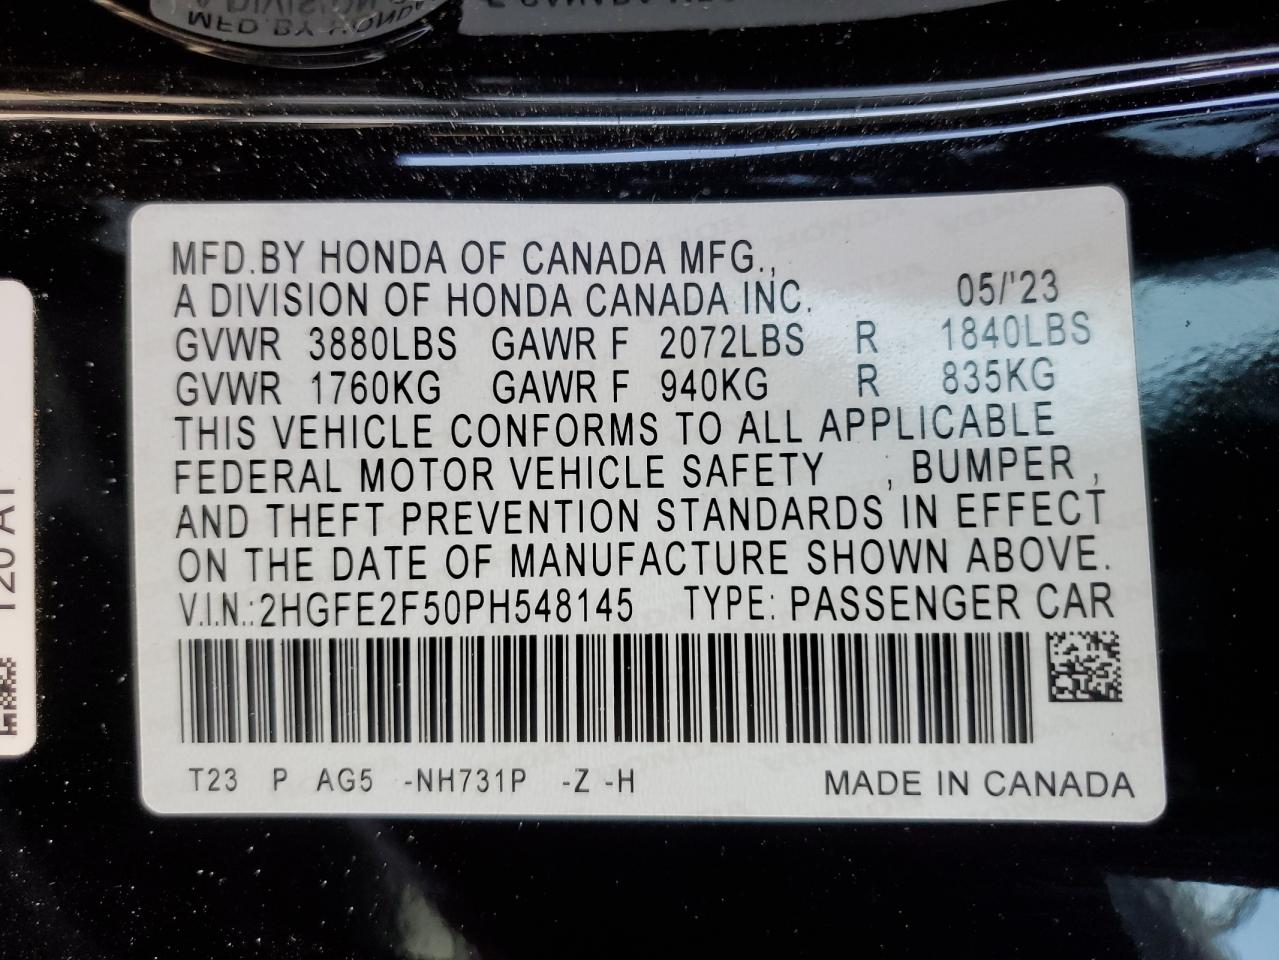 MFD.BY HONDA OF CANADA MFG.,
A DIVISION OF HONDA CANADA INC. 05/'23
GVWR 3880LBS GAWR F 2072LBS R 1840LBS
GVWR 1760KG GAWR F 940KG R 835KG
THIS VEHICLE CONFORMS TO ALL APPLICABLE
FEDERAL MOTOR VEHICLE SAFETY , BUMPER ,
AND THEFT PREVENTION STANDARDS IN EFFECT
ON THE DATE OF MANUFACTURE SHOWN ABOVE.
V.I.N.:2HGFE2F50PH548145 TYPE: PASSENGER CAR
T23 P AG5 -NH731P -Z -H MADE IN CANADA